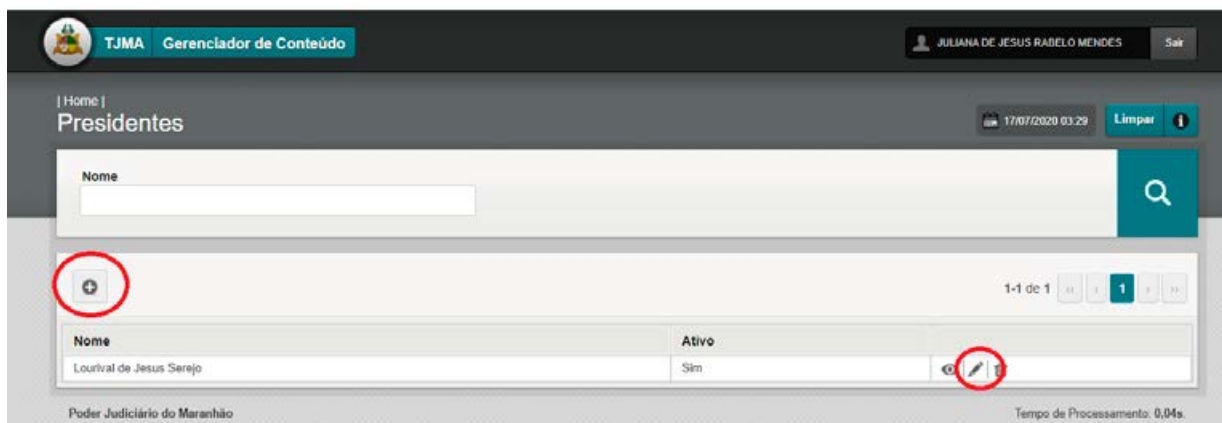 TJMA Gerenciador de Conteúdo
JULIANA DE JESUS RABELO MENDES
Sair
| Home |
Presidentes
17/07/2020 03:29
Limpar
Nome
1-1 de 1
1
Nome Ativo
Lourival de Jesus Serejo Sim
Poder Judiciário do Maranhão
Tempo de Processamento: 0,04s.